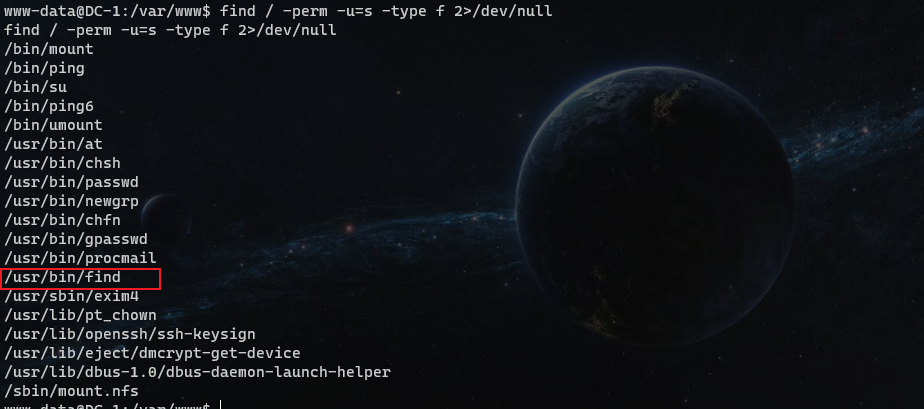 www-data@DC-1:/var/www$ find / -perm -u=s -type f 2>/dev/null
find / -perm -u=s -type f 2>/dev/null
/bin/mount
/bin/ping
/bin/su
/bin/ping6
/bin/umount
/usr/bin/at
/usr/bin/chsh
/usr/bin/passwd
/usr/bin/newgrp
/usr/bin/chfn
/usr/bin/gpasswd
/usr/bin/procmail
/usr/bin/find
/usr/sbin/exim4
/usr/lib/pt_chown
/usr/lib/openssh/ssh-keysign
/usr/lib/eject/dmcrypt-get-device
/usr/lib/dbus-1.0/dbus-daemon-launch-helper
/sbin/mount.nfs
www-data@DC-1:/var/www$